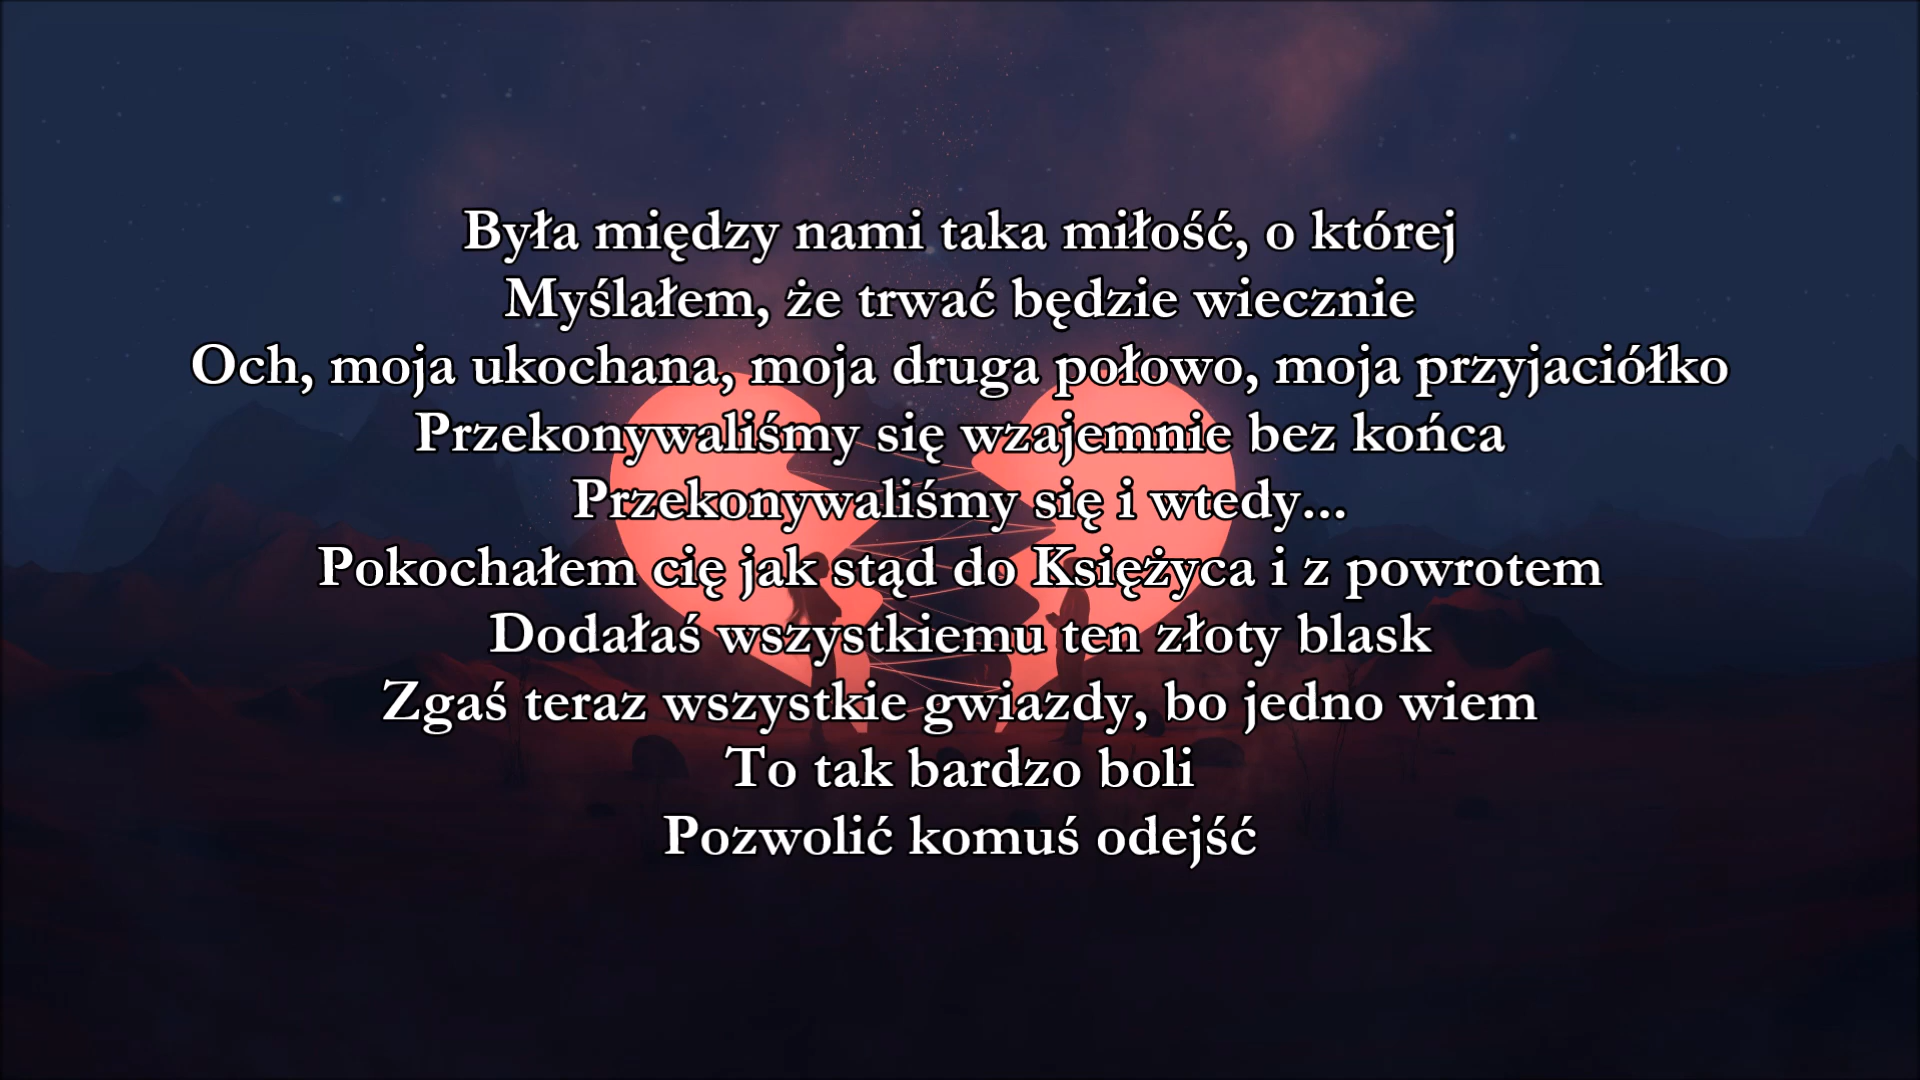 Była między nami taka miłość, o której
Myślałem, że trwać będzie wiecznie
Och, moja ukochana, moja druga połowo, moja przyjaciółko
Przekonywaliśmy się wzajemnie bez końca
Przekonywaliśmy się i wtedy...
Pokochałem cię jak stąd do Księżyca i z powrotem
Dodałaś wszystkiemu ten złoty blask
Zgaś teraz wszystkie gwiazdy, bo jedno wiem
To tak bardzo boli
Pozwolić komuś odejść